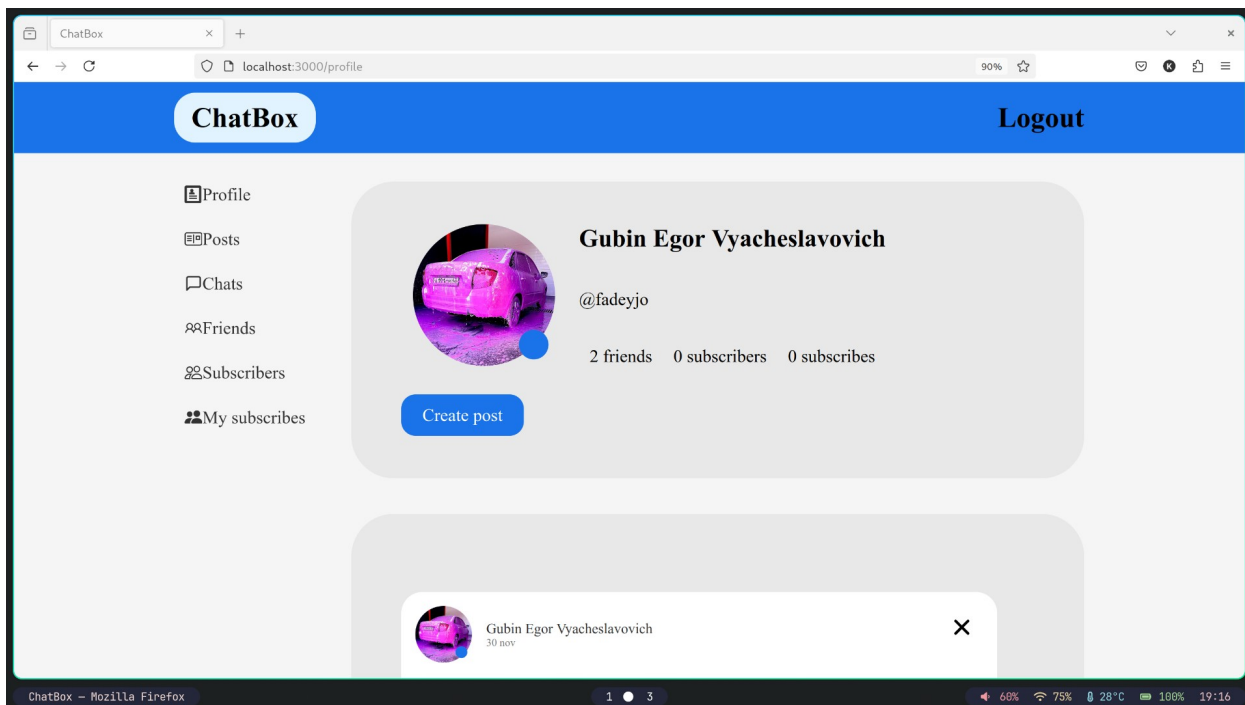 ChatBox
localhost:3000/profile
90%
K
ChatBox
Logout
Profile
Posts
Chats
Friends
Subscribers
My subscribes
Gubin Egor Vyacheslavovich
@fadeyjo
2 friends 0 subscribers 0 subscribes
Create post
Gubin Egor Vyacheslavovich
30 nov
ChatBox — Mozilla Firefox
1 3
60% 75% 28°C 100% 19:16